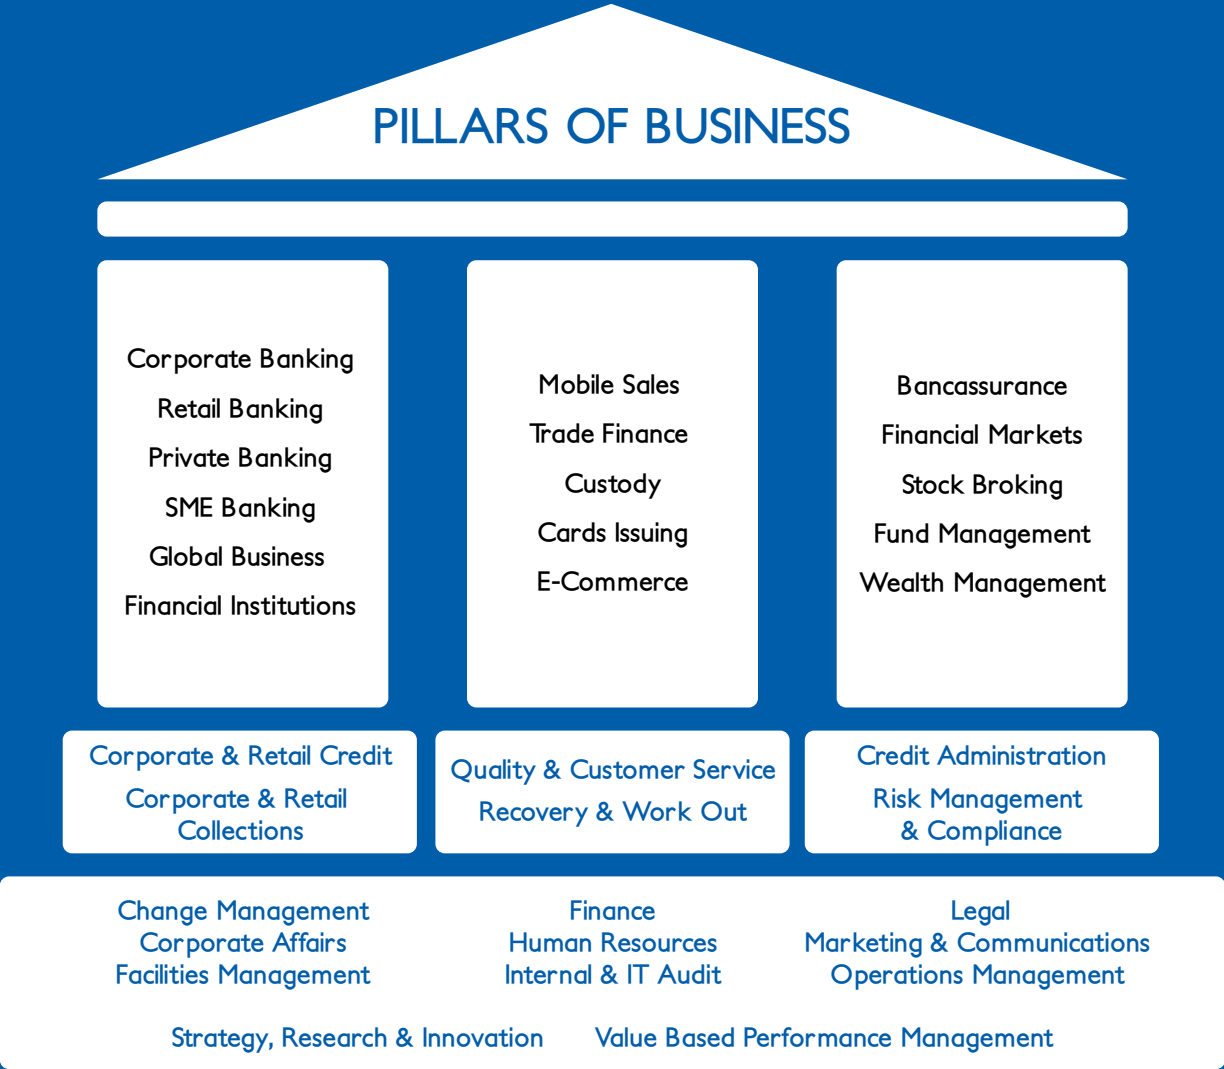 PILLARS OF BUSINESS
Corporate Banking
Retail Banking
Private Banking
SME Banking
Global Business
Financial Institutions
Mobile Sales
Trade Finance
Custody
Cards Issuing
E-Commerce
Bancassurance
Financial Markets
Stock Broking
Fund Management
Wealth Management
Corporate & Retail Credit
Corporate & Retail
Collections
Quality & Customer Service
Recovery & Work Out
Credit Administration
Risk Management
& Compliance
Change Management
Corporate Affairs
Facilities Management
Finance
Human Resources
Internal & IT Audit
Legal
Marketing & Communications
Operations Management
Strategy, Research & Innovation
Value Based Performance Management